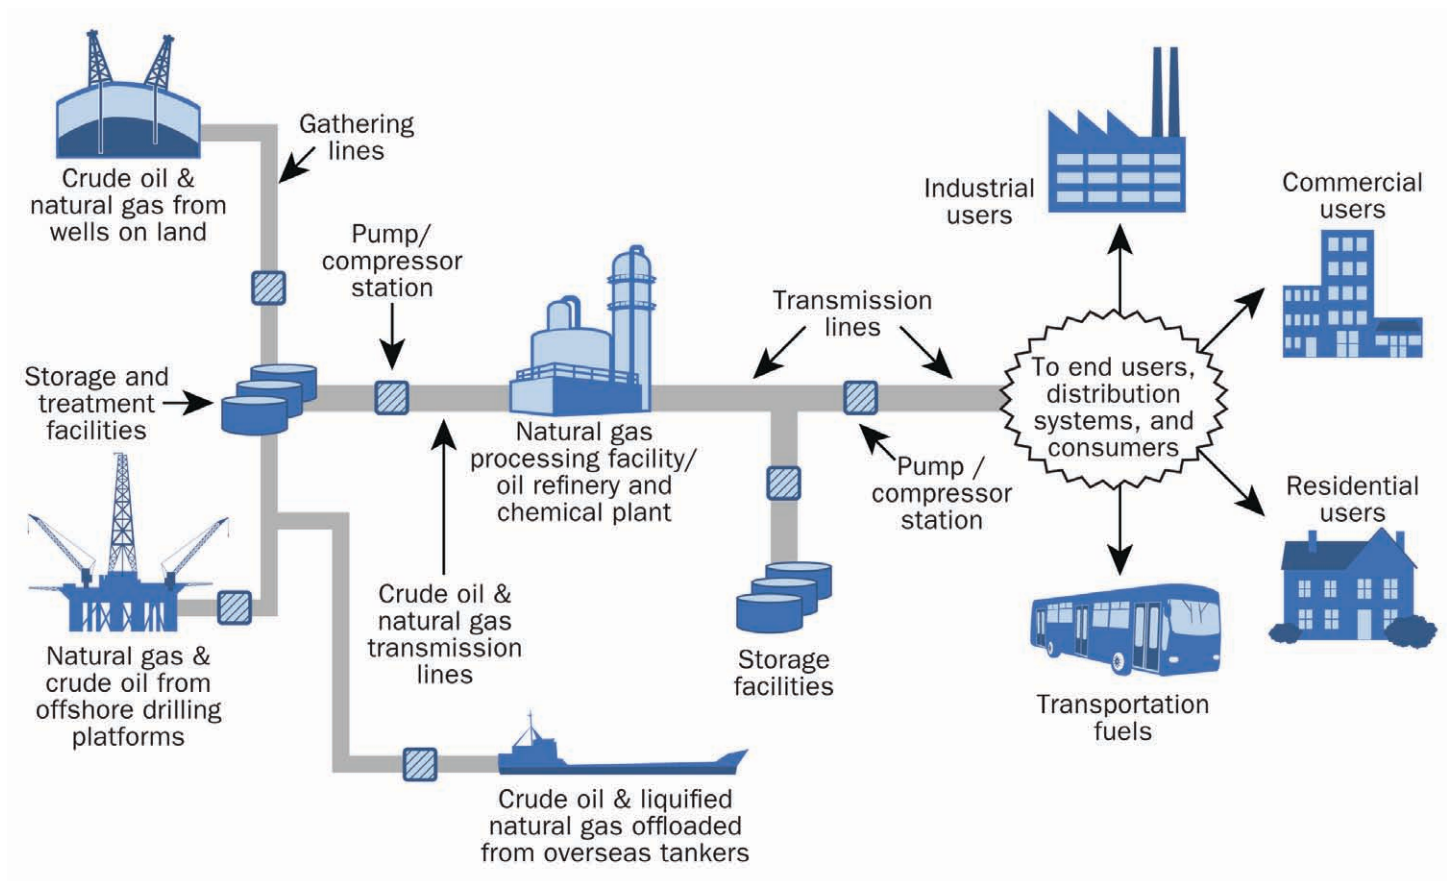 Crude oil &
natural gas from
wells on land
Gathering
lines
Pump/
compressor
station
Storage and
treatment
facilities
Natural gas &
crude oil from
offshore drilling
platforms
Natural gas
processing facility/
oil refinery and
chemical plant
Crude oil &
natural gas
transmission
lines
Crude oil & liquified
natural gas offloaded
from overseas tankers
Transmission
lines
Pump /
compressor
station
Storage
facilities
To end users,
distribution
systems, and
consumers
Industrial
users
Commercial
users
Residential
users
Transportation
fuels